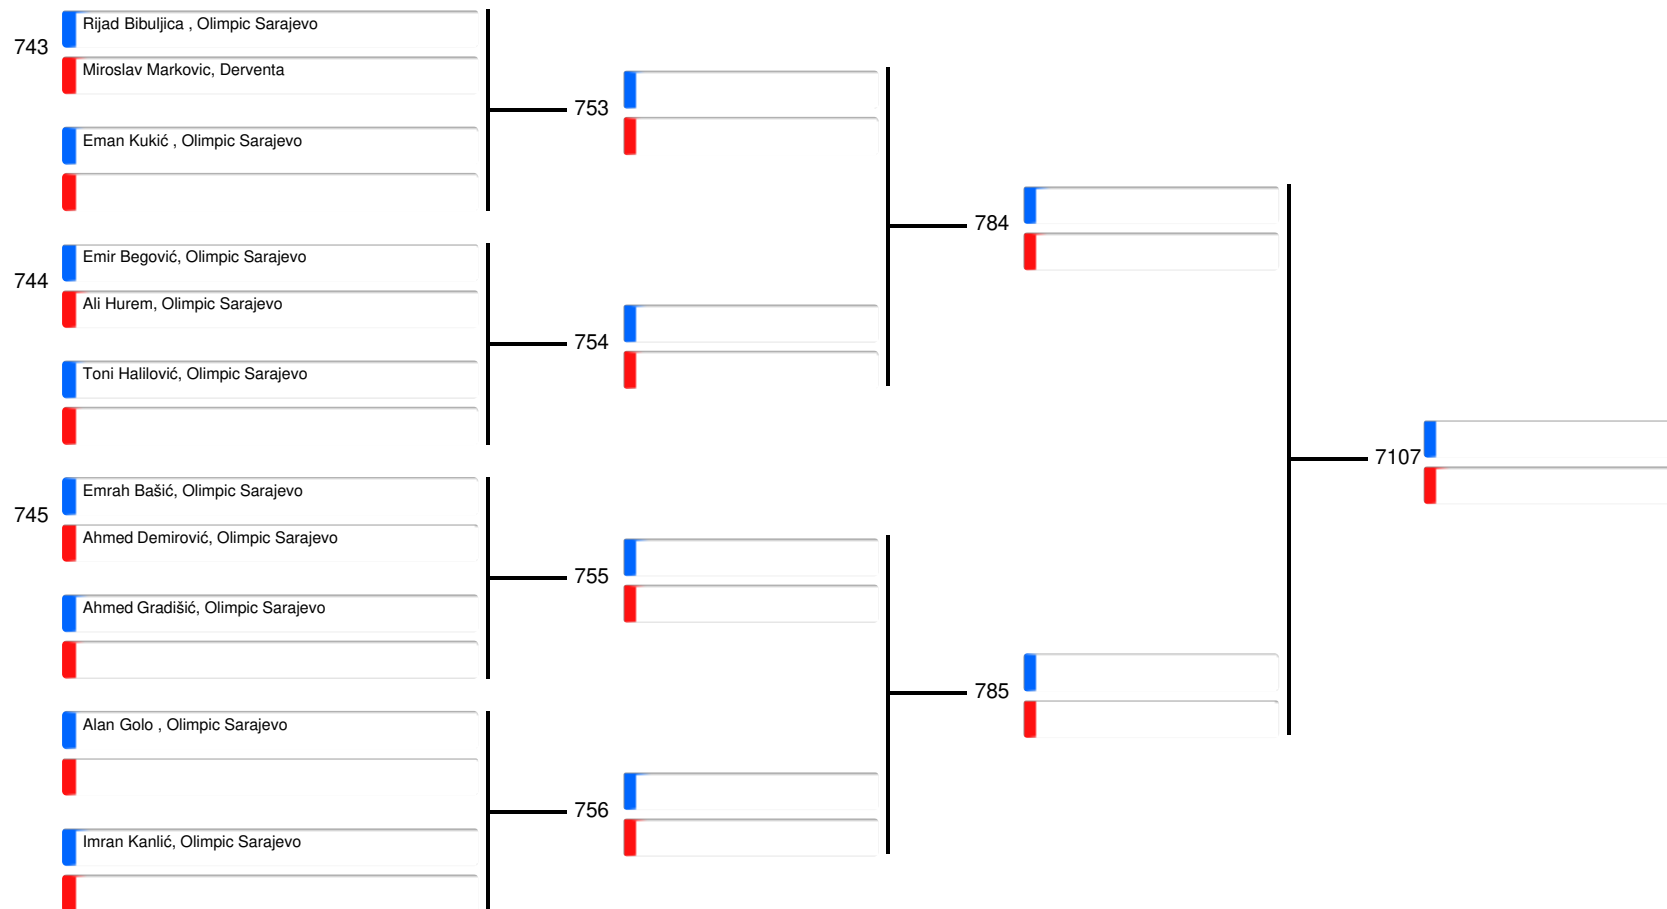 743
Rijad Bibuljica , Olimpic Sarajevo
Miroslav Markovic, Derventa
753
Eman Kukić , Olimpic Sarajevo
784
744
Emir Begović, Olimpic Sarajevo
Ali Hurem, Olimpic Sarajevo
754
Toni Halilović, Olimpic Sarajevo
7107
745
Emrah Bašić, Olimpic Sarajevo
Ahmed Demirović, Olimpic Sarajevo
755
Ahmed Gradišić, Olimpic Sarajevo
785
Alan Golo , Olimpic Sarajevo
756
Imran Kanlić, Olimpic Sarajevo